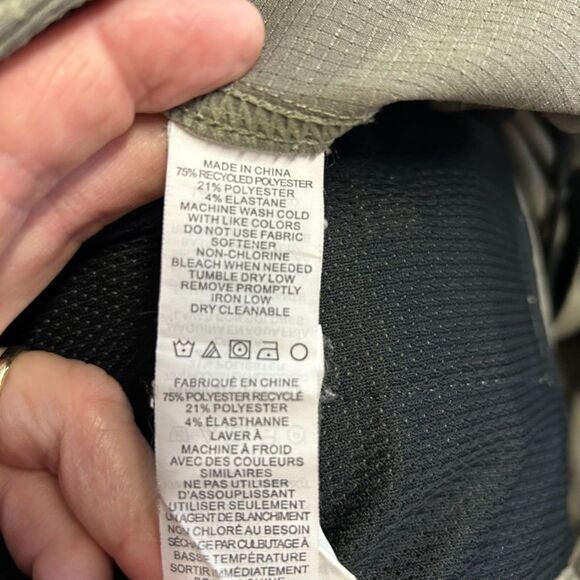 MADE IN CHINA
75% RECYCLED POLYESTER
21% POLYESTER
4% ELASTANE
MACHINE WASH COLD
WITH LIKE COLORS
DO NOT USE FABRIC
SOFTENER
NON-CHLORINE
BLEACH WHEN NEEDED
TUMBLE DRY LOW
REMOVE PROMPTLY
IRON LOW
DRY CLEANABLE
FABRIQUÉ EN CHINE
75% POLYESTER RECYCLÉ
21% POLYESTER
4% ÉLASTHANNE
LAVER À
MACHINE À FROID
AVEC DES COULEURS
SIMILAIRES
NE PAS UTILISER
D'ASSOUPLISSANT
UTILISER SEULEMENT
UN AGENT DE BLANCHIMENT
NON CHLORÉ AU BESOIN
SÉCHAGE PAR CULBUTAGE À
BASSE TEMPÉRATURE
SORTIR IMMÉDIATEMENT